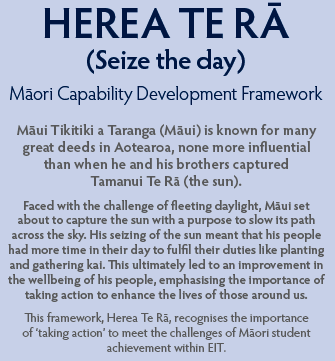 HEREA TE RĀ
(Seize the day)
Māori Capability Development Framework
Māui Tikitiki a Taranga (Māui) is known for many
great deeds in Aotearoa, none more influential
than when he and his brothers captured
Tamanui Te Rā (the sun).
Faced with the challenge of fleeting daylight, Māui set
about to capture the sun with a purpose to slow its path
across the sky. His seizing of the sun meant that his people
had more time in their day to fulfil their duties like planting
and gathering kai. This ultimately led to an improvement in
the wellbeing of his people, emphasising the importance of
taking action to enhance the lives of those around us.
This framework, Herea Te Rā, recognises the importance
of ‘taking action’ to meet the challenges of Māori student
achievement within EIT.